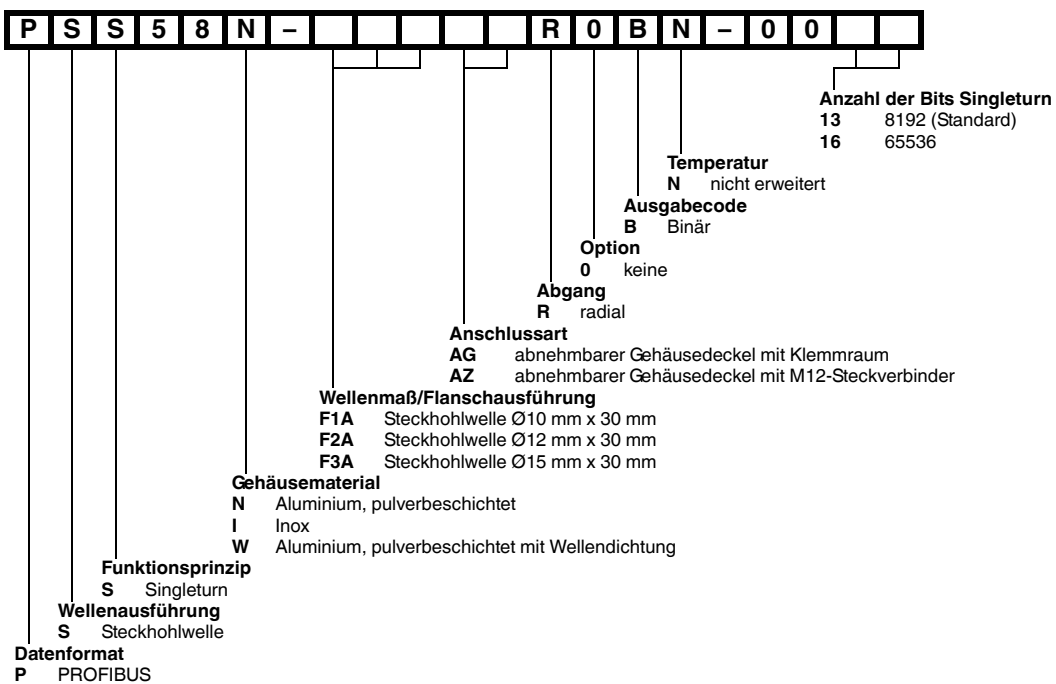 P S S 5 8 N – R 0 B N – 0 0
Anzahl der Bits Singleturn
13 8192 (Standard)
16 65536
Temperatur
N nicht erweitert
Ausgabecode
B Binär
Option
0 keine
Abgang
R radial
Anschlussart
AG abnehmbarer Gehäusedeckel mit Klemmraum
AZ abnehmbarer Gehäusedeckel mit M12-Steckverbinder
Wellenmaß/Flanschausführung
F1A Steckhohlwelle Ø10 mm x 30 mm
F2A Steckhohlwelle Ø12 mm x 30 mm
F3A Steckhohlwelle Ø15 mm x 30 mm
Gehäusematerial
N Aluminium, pulverbeschichtet
I Inox
W Aluminium, pulverbeschichtet mit Wellendichtung
Funktionsprinzip
S Singleturn
Wellenausführung
S Steckhohlwelle
Datenformat
P PROFIBUS